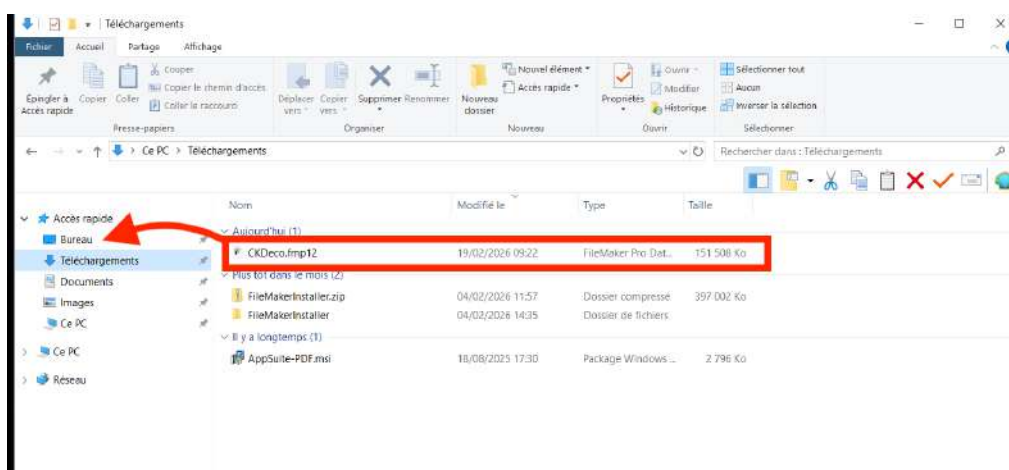 Téléchargements
Fichier Accueil Partage Affichage
Épingler à Accès rapide
Copier
Coller
Couper
Copier le chemin d'accès
Coller le raccourci
Presse-papiers
Déplacer vers
Copier vers
Supprimer
Renommer
Organiser
Nouveau dossier
Nouvel élément
Accès rapide
Nouveau
Propriétés
Ouvrir
Modifier
Historique
Ouvrir
Sélectionner tout
Aucun
Inverser la sélection
Sélectionner
Ce PC > Téléchargements
Rechercher dans : Téléchargements
Nom Modifié le Type Taille
Accès rapide
Bureau
Téléchargements
Documents
Images
Ce PC
Ce PC
Réseau
Aujourd'hui (1)
CKDeco.fmp12 19/02/2026 09:22 FileMaker Pro Dat... 151 508 Ko
Plus tôt dans le mois (2)
FileMakerInstaller.zip 04/02/2026 11:57 Dossier compressé 397 002 Ko
FileMakerInstaller 04/02/2026 14:35 Dossier de fichiers
Il y a longtemps (1)
AppSuite-PDF.msi 18/08/2025 17:30 Package Windows ... 2 796 Ko